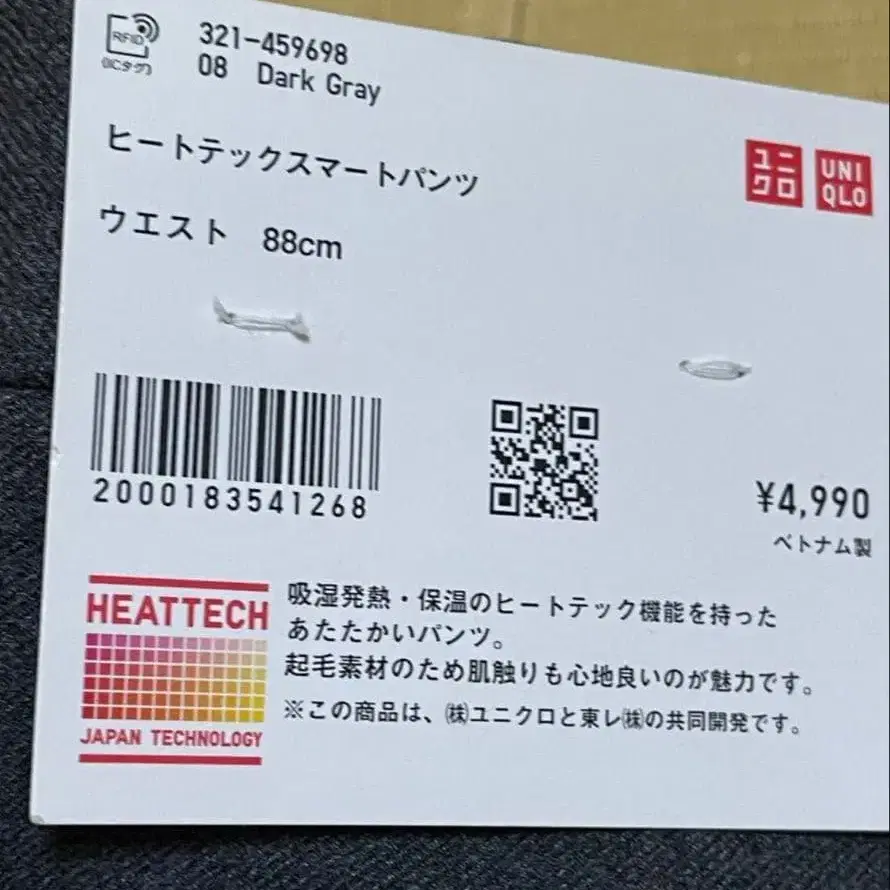 RFID
(ICタグ)
321-459698
08 Dark Gray
ヒートテックスマートパンツ
ウエスト 88cm
ユニクロ
UNIQLO
2000183541268
¥4,990
ベトナム製
HEATTECH
JAPAN TECHNOLOGY
吸湿発熱・保温のヒートテック機能を持った
あたたかいパンツ。
起毛素材のため肌触りも心地良いのが魅力です。
※この商品は、㈱ユニクロと東レ㈱の共同開発です。